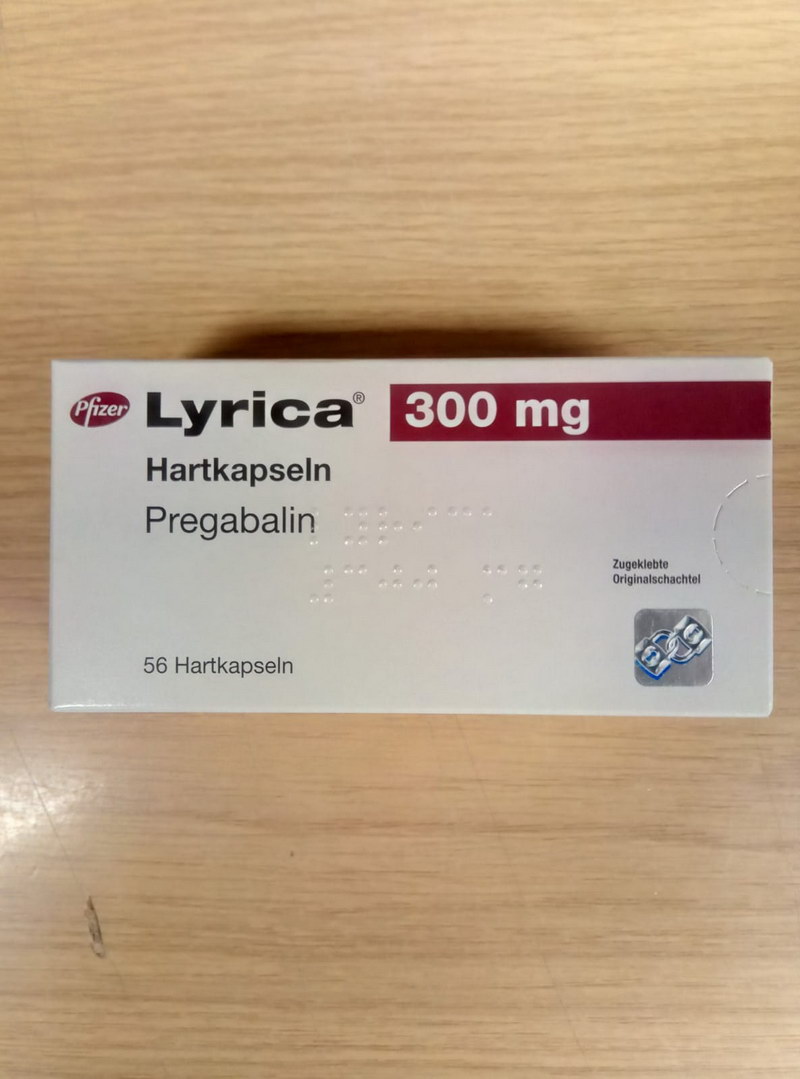 Pfizer Lyrica® 300 mg
Hartkapseln
Pregabalin
Zugeklebte
Originalschachtel
56 Hartkapseln